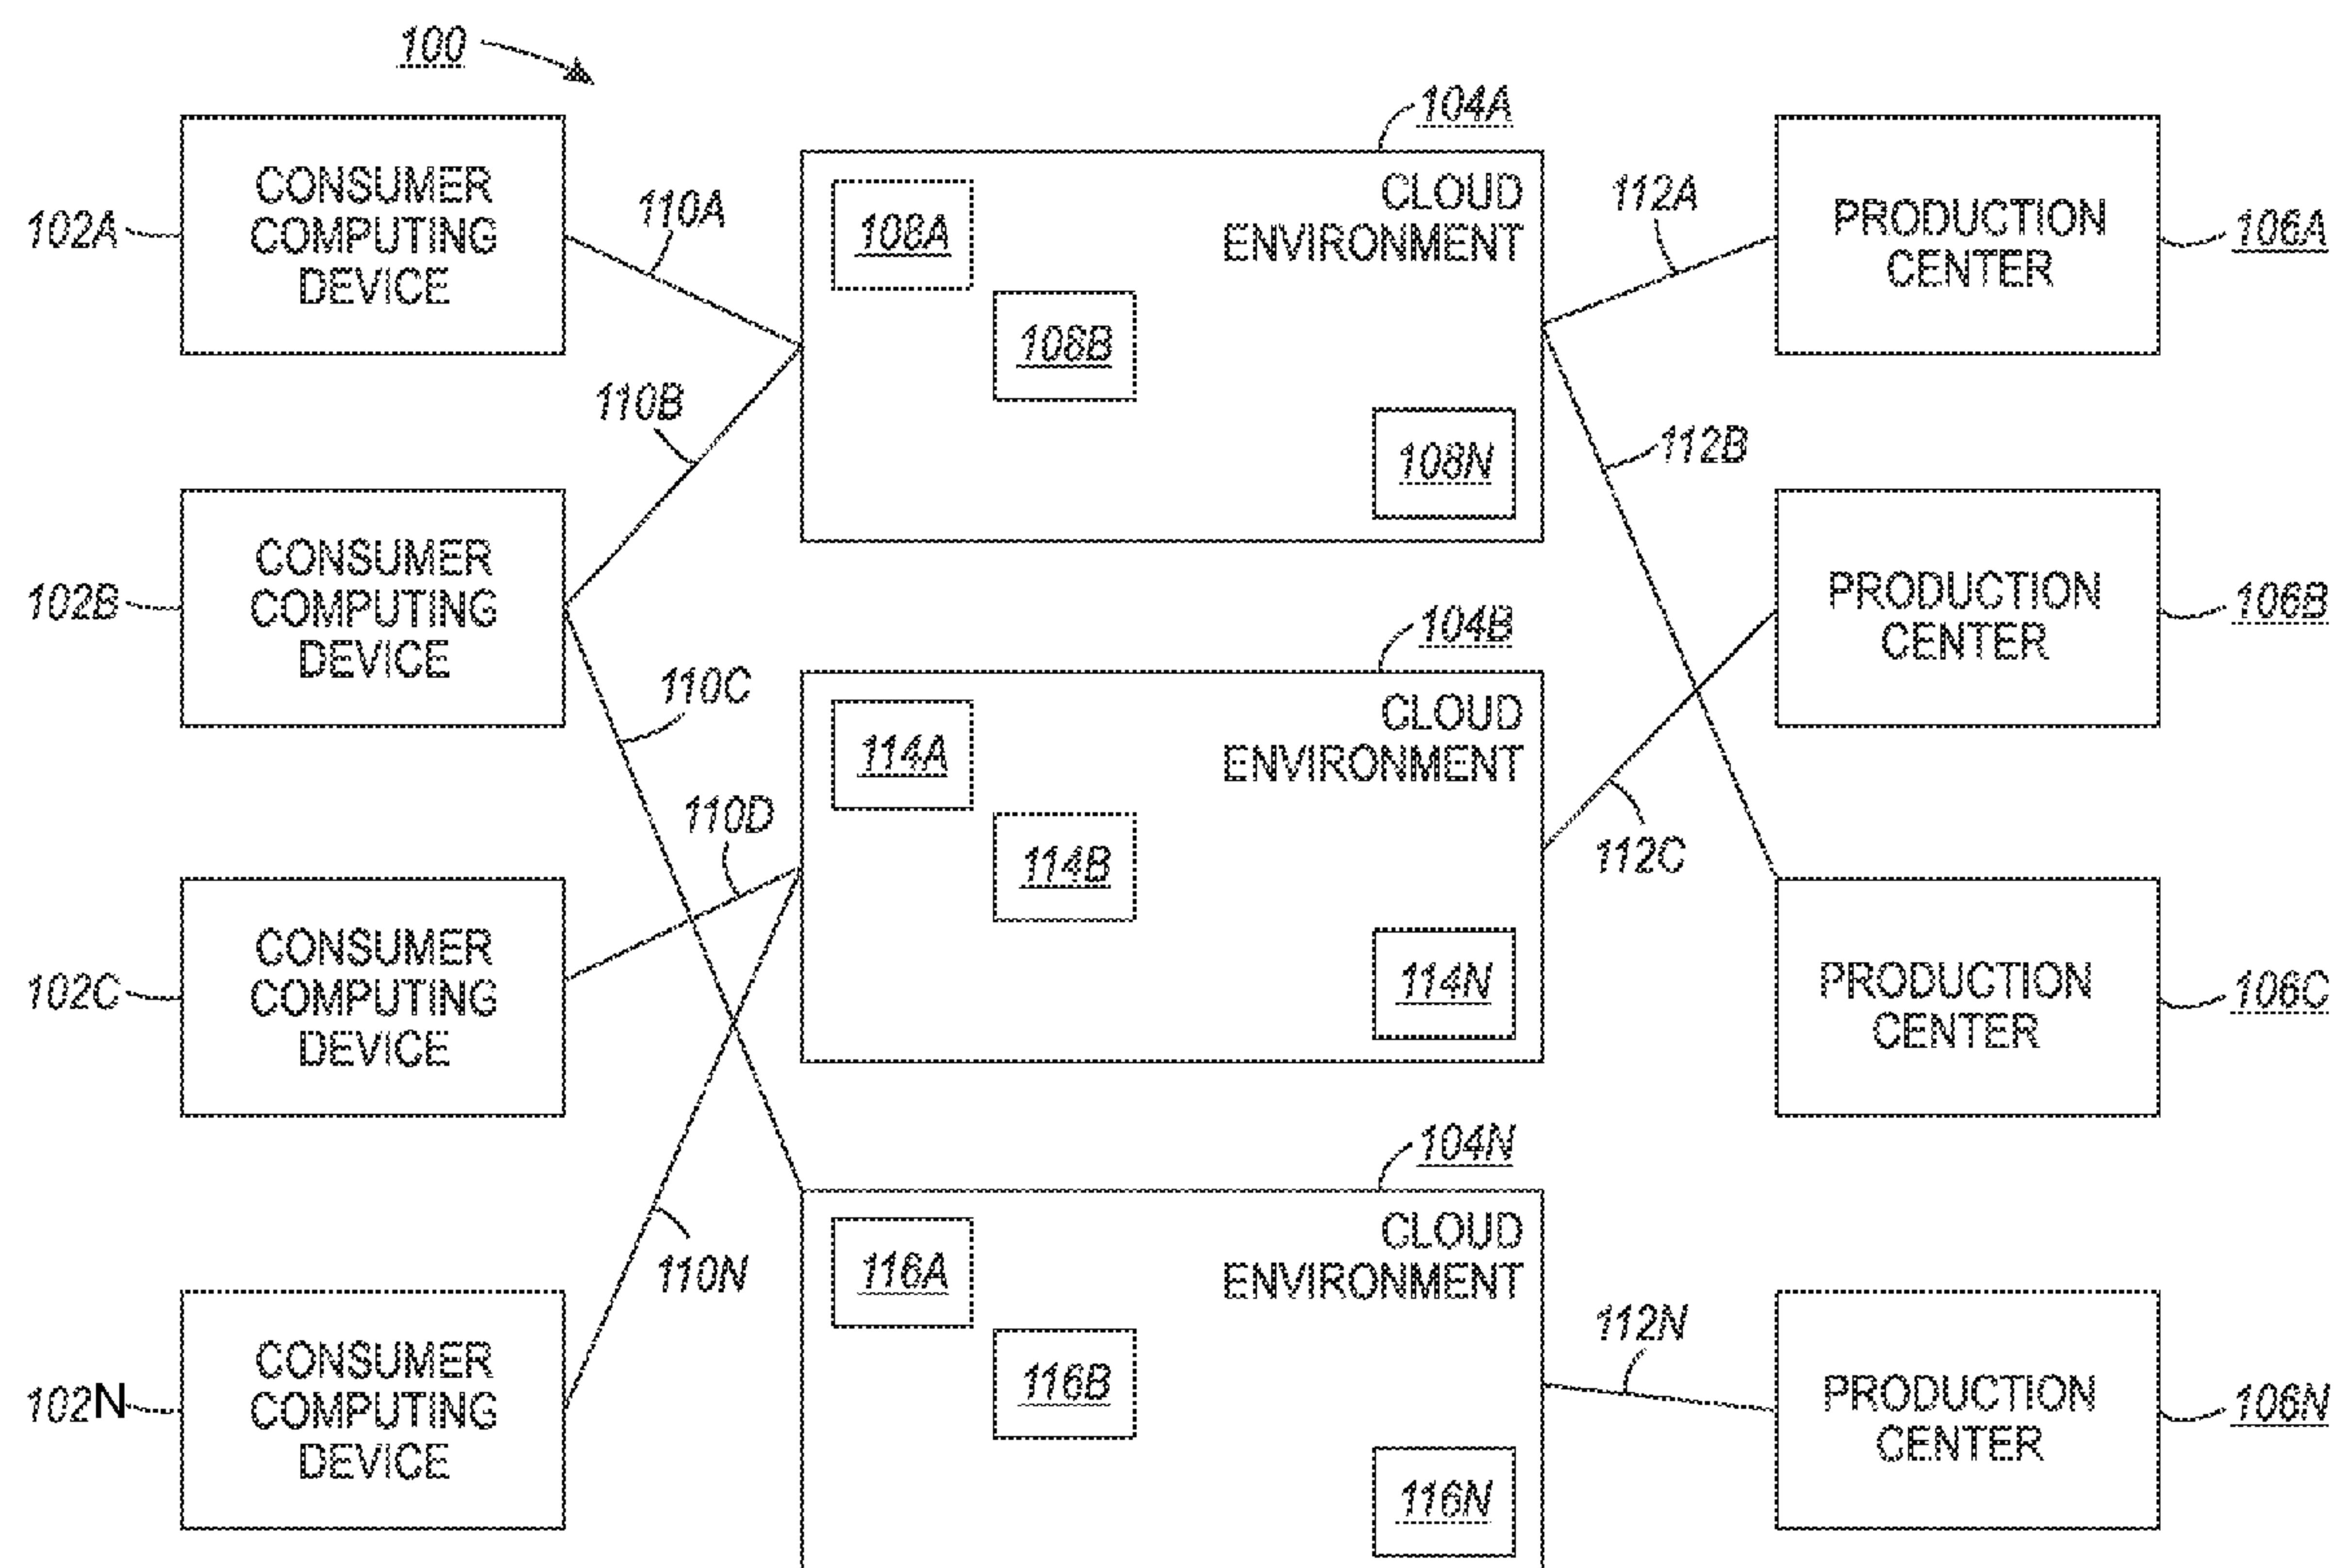 100
104A
CONSUMER
COMPUTING
DEVICE
102A
110A
108A
CLOUD
ENVIRONMENT
108B
108N
112A
PRODUCTION
CENTER
106A
110B
112B
CONSUMER
COMPUTING
DEVICE
102B
104B
PRODUCTION
CENTER
106B
110C
110D
114A
CLOUD
ENVIRONMENT
114B
114N
112C
CONSUMER
COMPUTING
DEVICE
102C
PRODUCTION
CENTER
106C
104N
110N
116A
CLOUD
ENVIRONMENT
116B
116N
112N
CONSUMER
COMPUTING
DEVICE
102N
PRODUCTION
CENTER
106N